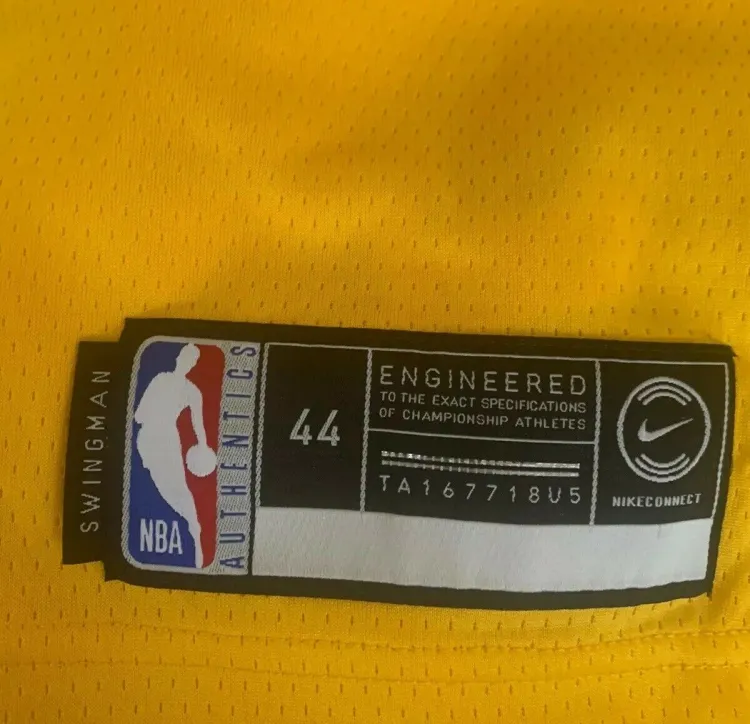 SWINGMAN
NBA
AUTHENTICS
44
ENGINEERED
TO THE EXACT SPECIFICATIONS
OF CHAMPIONSHIP ATHLETES
TA167718U5
NIKECONNECT